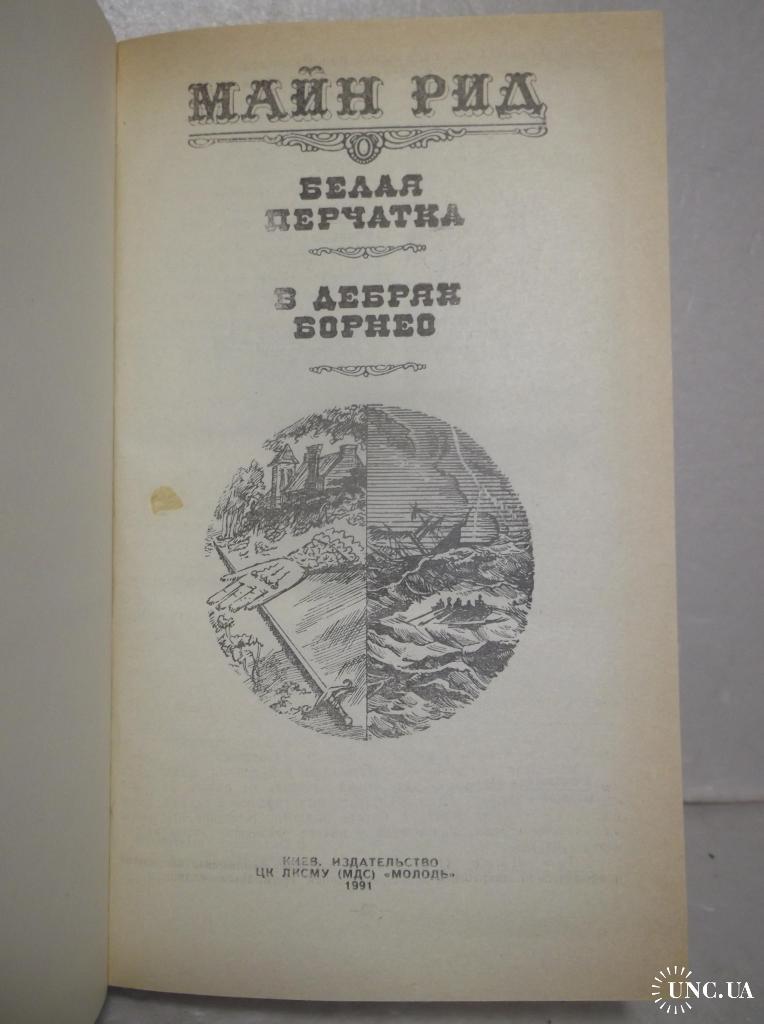 МАЙН РИД
БЕЛАЯ
ПЕРЧАТКА
В ДЕБРЯХ
БОРНЕО
КИЕВ. ИЗДАТЕЛЬСТВО
ЦК ЛКСМУ (МДС) «МОЛОДЬ»
1991
UNC.UA